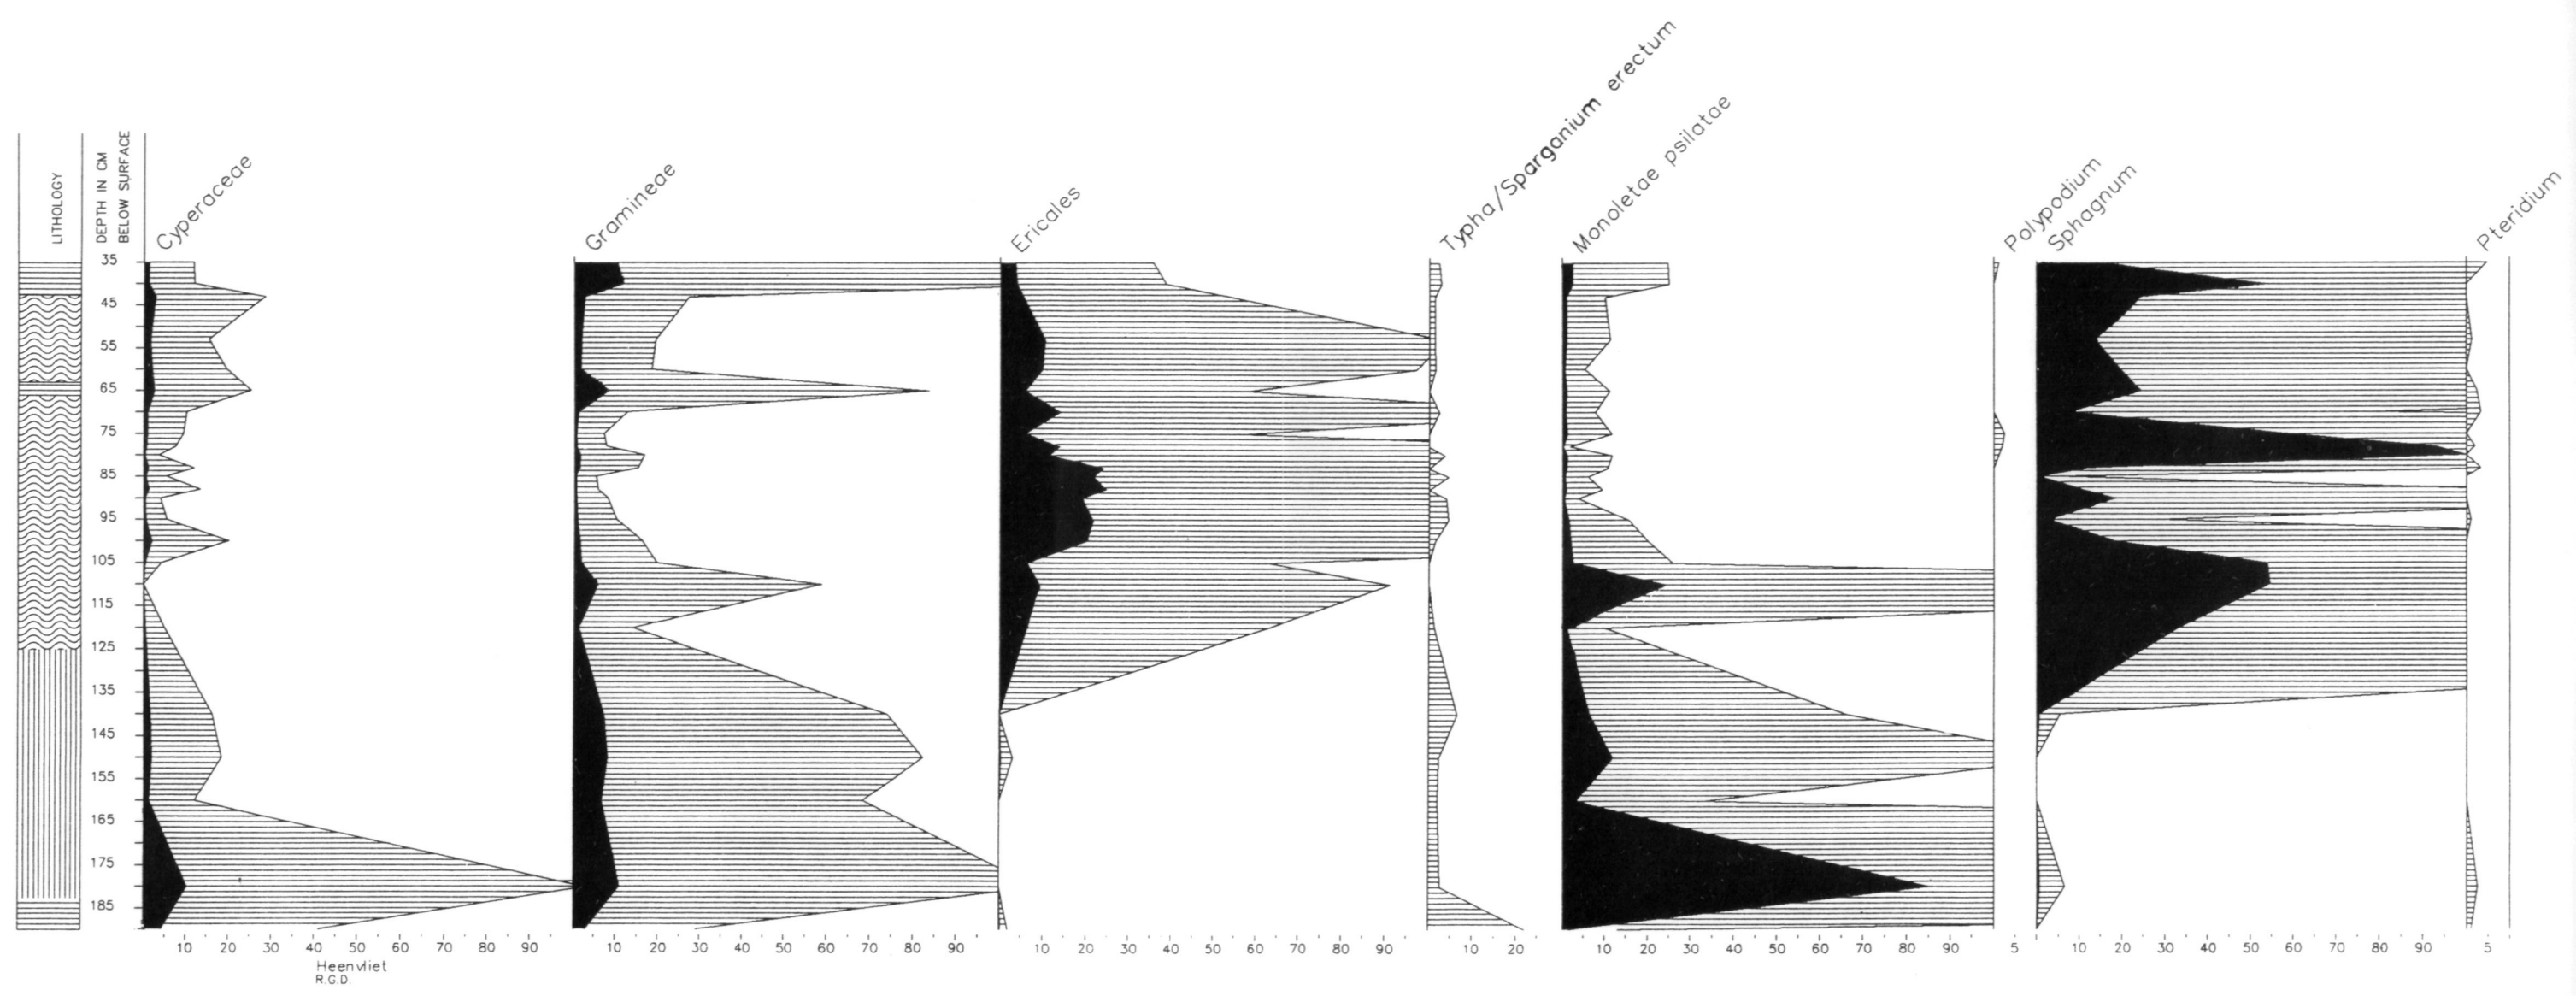 LITHOLOGY
DEPTH IN CM
BELOW SURFACE
Cyperaceae
Gramineae
Ericales
Typha/Sparganium erectum
Monoletae psilatae
Polypodium
Sphagnum
Pteridium
35
45
55
65
75
85
95
105
115
125
135
145
155
165
175
185
10 20 30 40 50 60 70 80 90 10 20 30 40 50 60 70 80 90 10 20 30 40 50 60 70 80 90 10 20 10 20 30 40 50 60 70 80 90 5 10 20 30 40 50 60 70 80 90 5
Heenvliet
R.G.D.